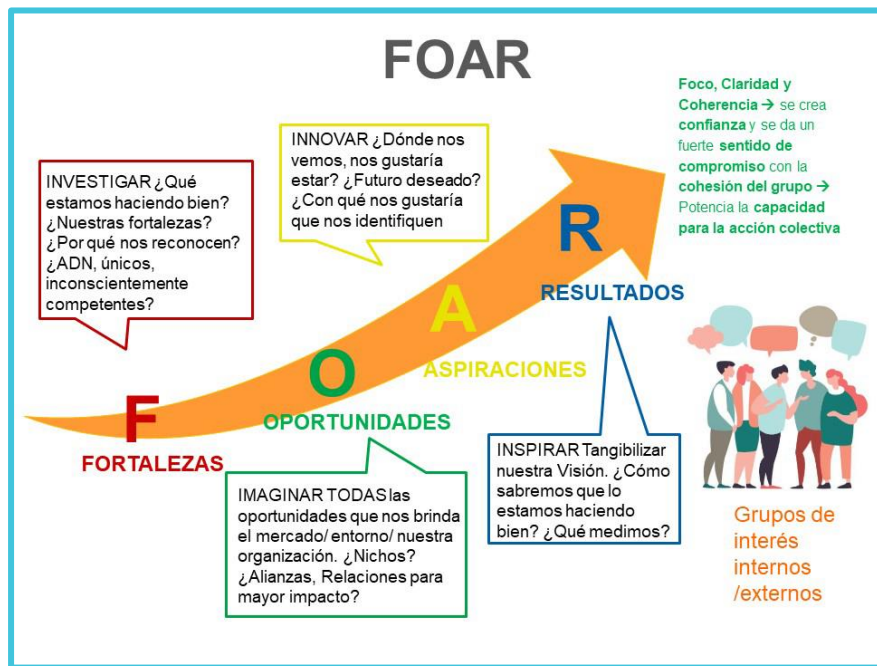 FOAR
Foco, Claridad y
Coherencia → se crea
confianza y se da un
fuerte sentido de
compromiso con la
cohesión del grupo →
Potencia la capacidad
para la acción colectiva
INNOVAR ¿Dónde nos
vemos, nos gustaría
estar? ¿Futuro deseado?
¿Con qué nos gustaría
que nos identifiquen
INVESTIGAR ¿Qué
estamos haciendo bien?
¿Nuestras fortalezas?
¿Por qué nos reconocen?
¿ADN, únicos,
inconscientemente
competentes?
R
RESULTADOS
A
ASPIRACIONES
O
OPORTUNIDADES
F
FORTALEZAS
INSPIRAR Tangibilizar
nuestra Visión. ¿Cómo
sabremos que lo
estamos haciendo
bien? ¿Qué medimos?
IMAGINAR TODAS las
oportunidades que nos brinda
el mercado/ entorno/ nuestra
organización. ¿Nichos?
¿Alianzas, Relaciones para
mayor impacto?
Grupos de
interés
internos
/externos